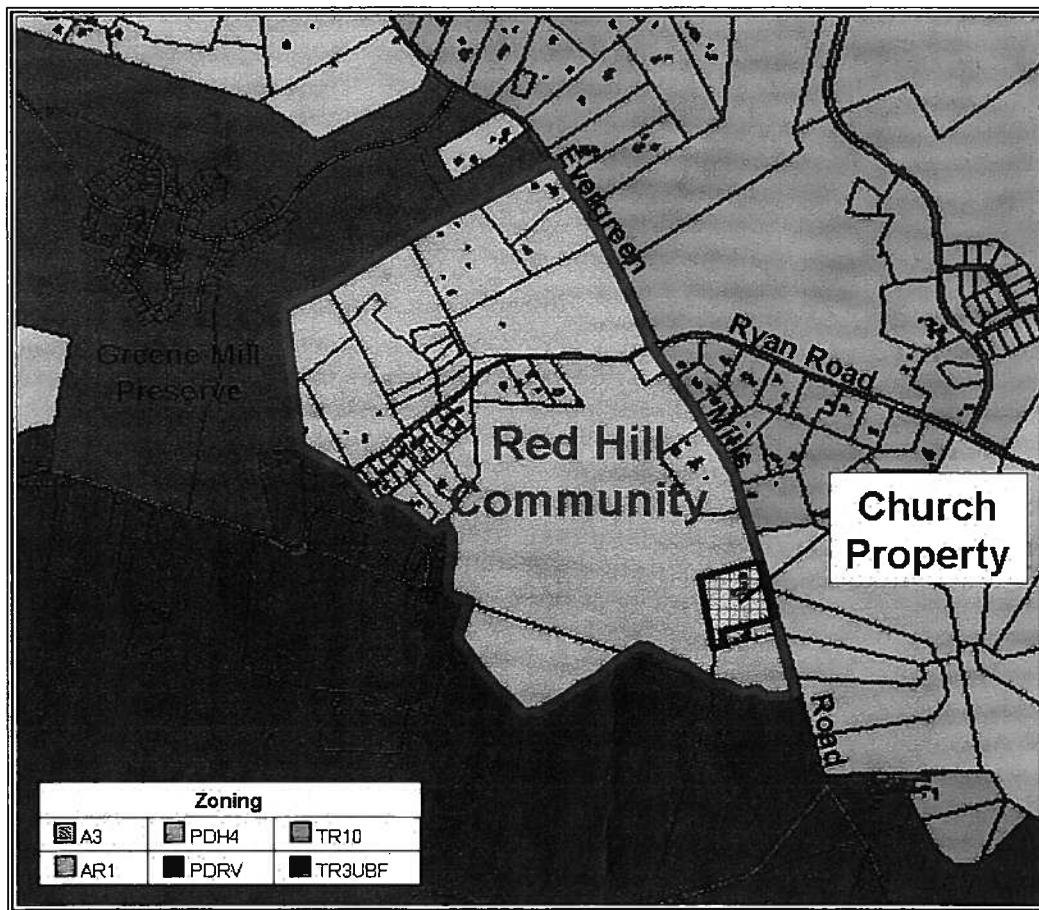 Evergreen
Mills
Road
Ryan Road
Greene Mill
Preserve
Red Hill
Community
Church
Property
Zoning
A3
PDH4
TR10
AR1
PDRV
TR3UBF